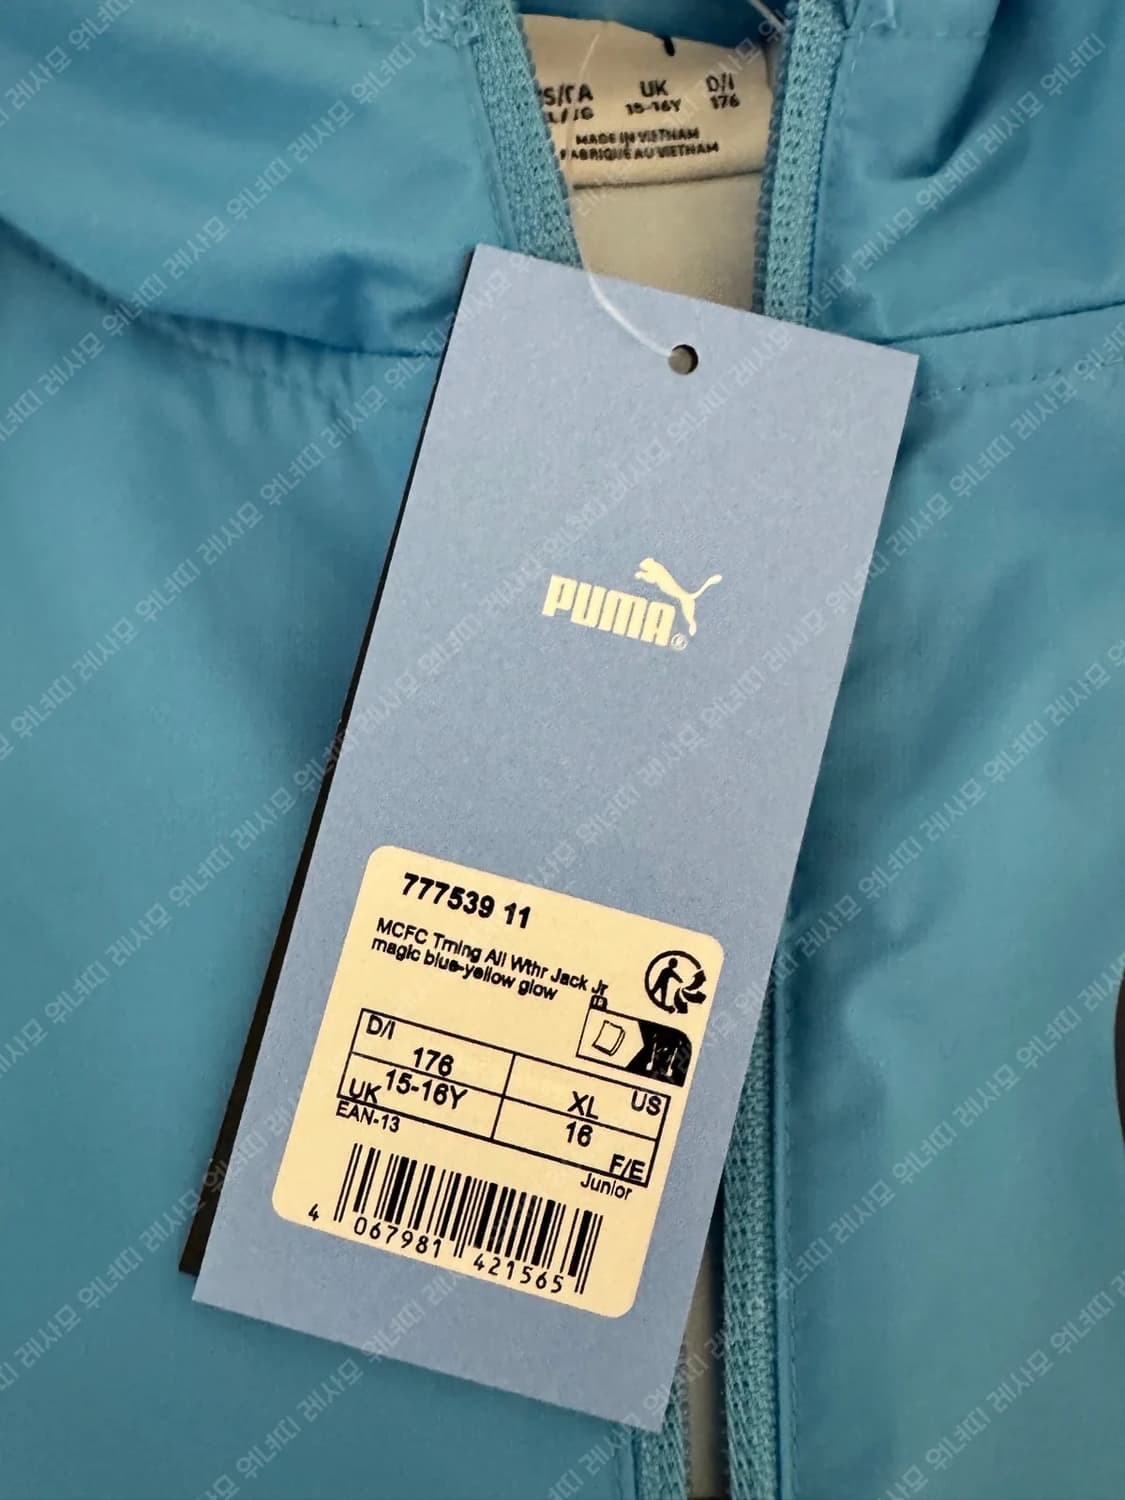 UK D/I
15-16Y 176
MADE IN VIETNAM
FABRIQUÉ AU VIETNAM
PUMA
777539 11
MCFC Trning All Wthr Jack Jr
magic blue-yellow glow
D/I 176 XL US
UK 15-16Y 16 F/E
EAN-13 Junior
4 067981 421565